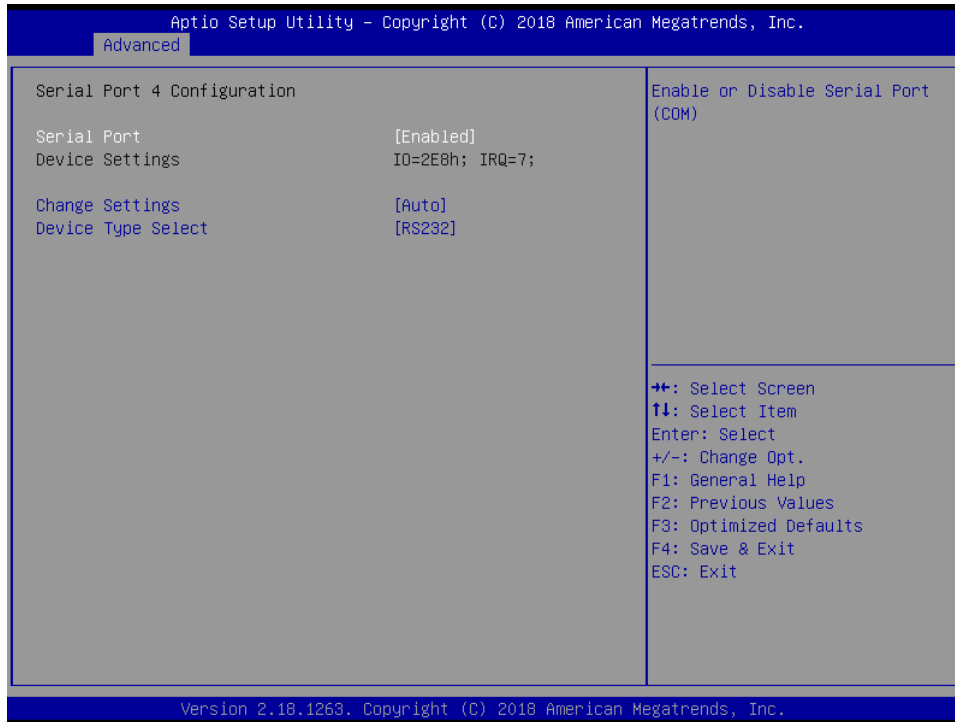 Aptio Setup Utility – Copyright (C) 2018 American Megatrends, Inc.
Advanced
Serial Port 4 Configuration
Serial Port [Enabled]
Device Settings IO=2E8h; IRQ=7;
Change Settings [Auto]
Device Type Select [RS232]
Enable or Disable Serial Port
(COM)
→←: Select Screen
↑↓: Select Item
Enter: Select
+/-: Change Opt.
F1: General Help
F2: Previous Values
F3: Optimized Defaults
F4: Save & Exit
ESC: Exit
Version 2.18.1263. Copyright (C) 2018 American Megatrends, Inc.